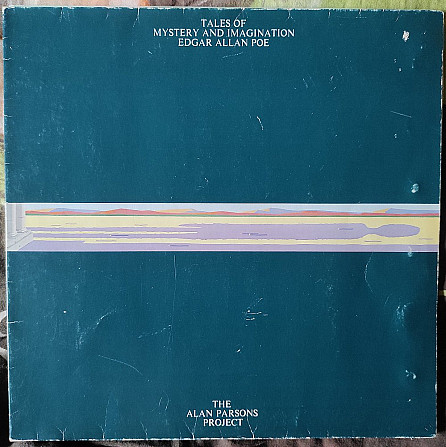 TALES OF
MYSTERY AND IMAGINATION
EDGAR ALLAN POE
THE
ALAN PARSONS
PROJECT